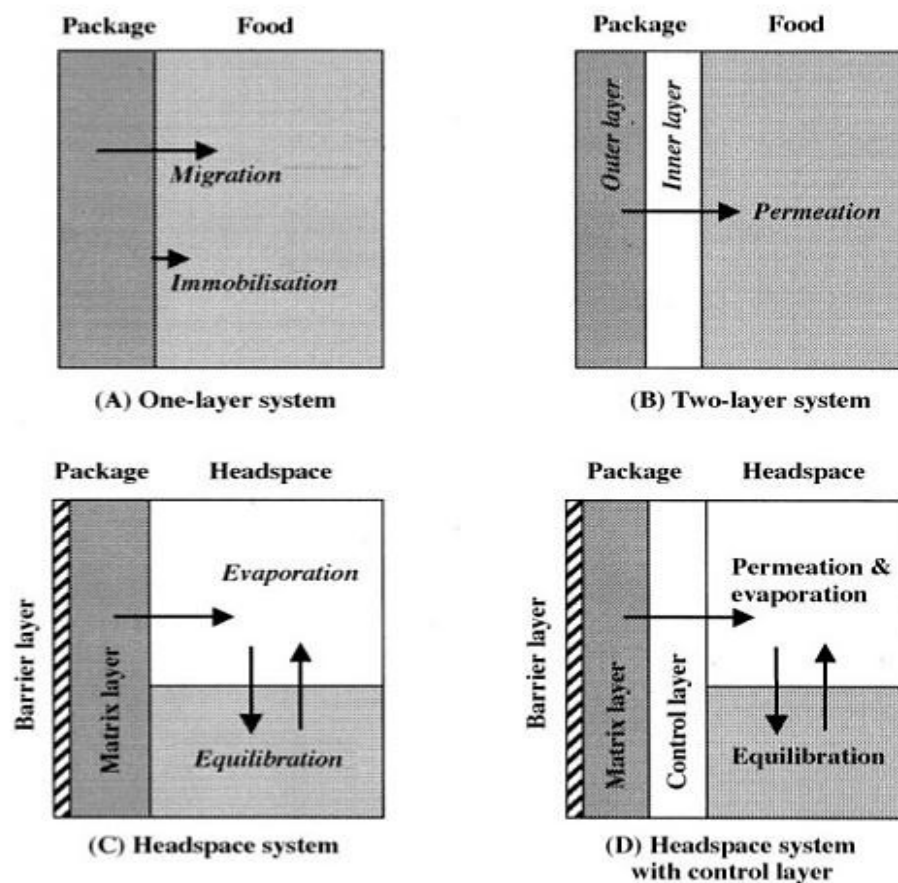 Package Food
Migration
Immobilisation
(A) One-layer system
Package Food
Outer layer
Inner layer
Permeation
(B) Two-layer system
Package Headspace
Barrier layer
Matrix layer
Evaporation
Equilibration
(C) Headspace system
Package Headspace
Barrier layer
Matrix layer
Control layer
Permeation &
evaporation
Equilibration
(D) Headspace system
with control layer